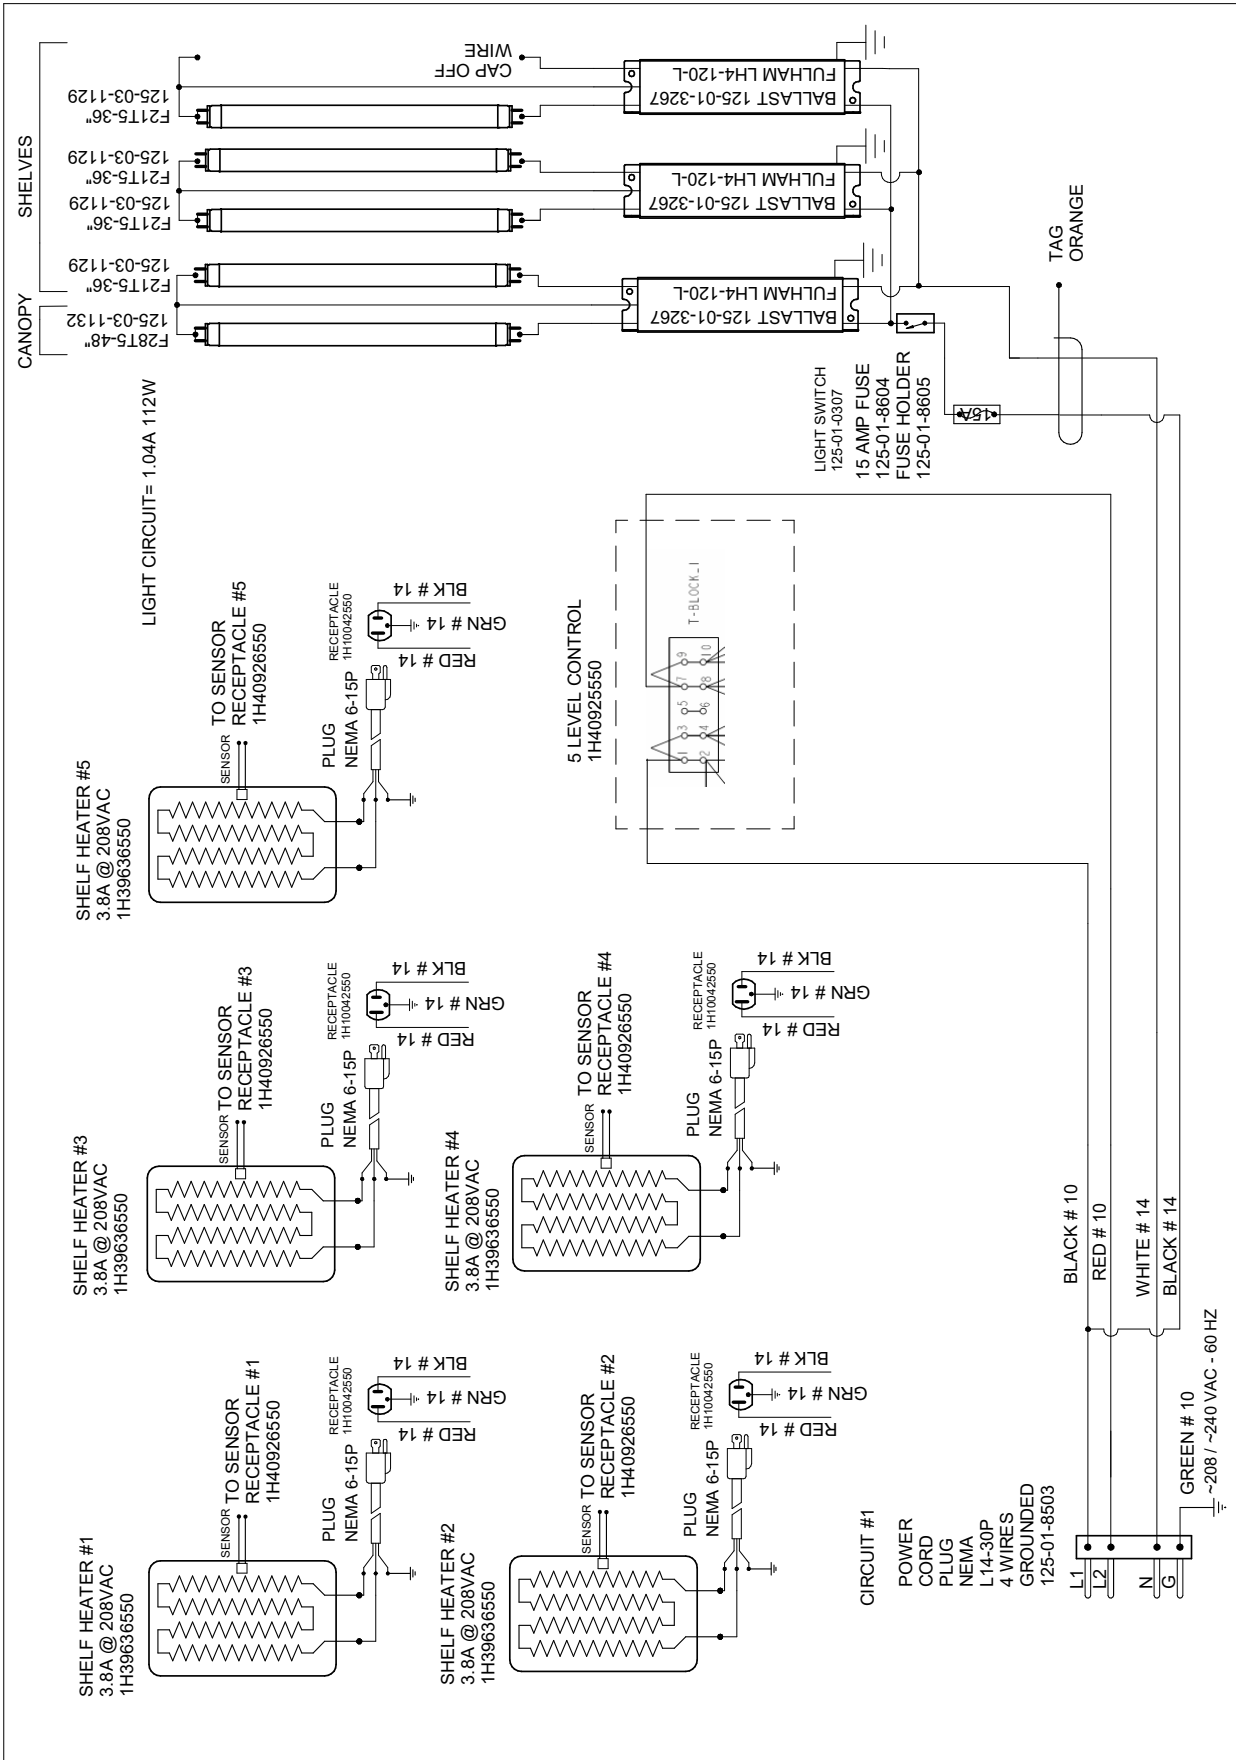 SHELF HEATER #1
3.8A @ 208VAC
1H39636550
SENSOR
TO SENSOR
RECEPTACLE #1
1H40926550
PLUG
NEMA 6-15P
RECEPTACLE
1H10042550
RED # 14
GRN # 14
BLK # 14
SHELF HEATER #2
3.8A @ 208VAC
1H39636550
SENSOR
TO SENSOR
RECEPTACLE #2
1H40926550
PLUG
NEMA 6-15P
RECEPTACLE
1H10042550
RED # 14
GRN # 14
BLK # 14
SHELF HEATER #3
3.8A @ 208VAC
1H39636550
SENSOR
TO SENSOR
RECEPTACLE #3
1H40926550
PLUG
NEMA 6-15P
RECEPTACLE
1H10042550
RED # 14
GRN # 14
BLK # 14
SHELF HEATER #4
3.8A @ 208VAC
1H39636550
SENSOR
TO SENSOR
RECEPTACLE #4
1H40926550
PLUG
NEMA 6-15P
RECEPTACLE
1H10042550
RED # 14
GRN # 14
BLK # 14
SHELF HEATER #5
3.8A @ 208VAC
1H39636550
SENSOR
TO SENSOR
RECEPTACLE #5
1H40926550
PLUG
NEMA 6-15P
RECEPTACLE
1H10042550
RED # 14
GRN # 14
BLK # 14
LIGHT CIRCUIT= 1.04A 112W
CANOPY
SHELVES
F28T5-48"
125-03-1132
F21T5-36"
125-03-1129
F21T5-36"
125-03-1129
F21T5-36"
125-03-1129
F21T5-36"
125-03-1129
CAP OFF
WIRE
BALLAST 125-01-3267
FULHAM LH4-120-L
BALLAST 125-01-3267
FULHAM LH4-120-L
BALLAST 125-01-3267
FULHAM LH4-120-L
LIGHT SWITCH
125-01-0307
15 AMP FUSE
125-01-8604
FUSE HOLDER
125-01-8605
15A
TAG
ORANGE
5 LEVEL CONTROL
1H40925550
T-BLOCK_1
1 3 5 7 9
2 4 6 8 10
CIRCUIT #1
POWER
CORD
PLUG
NEMA
L14-30P
4 WIRES
GROUNDED
125-01-8503
L1
L2
N
G
BLACK # 10
RED # 10
WHITE # 14
BLACK # 14
GREEN # 10
~208 / ~240 VAC - 60 HZ